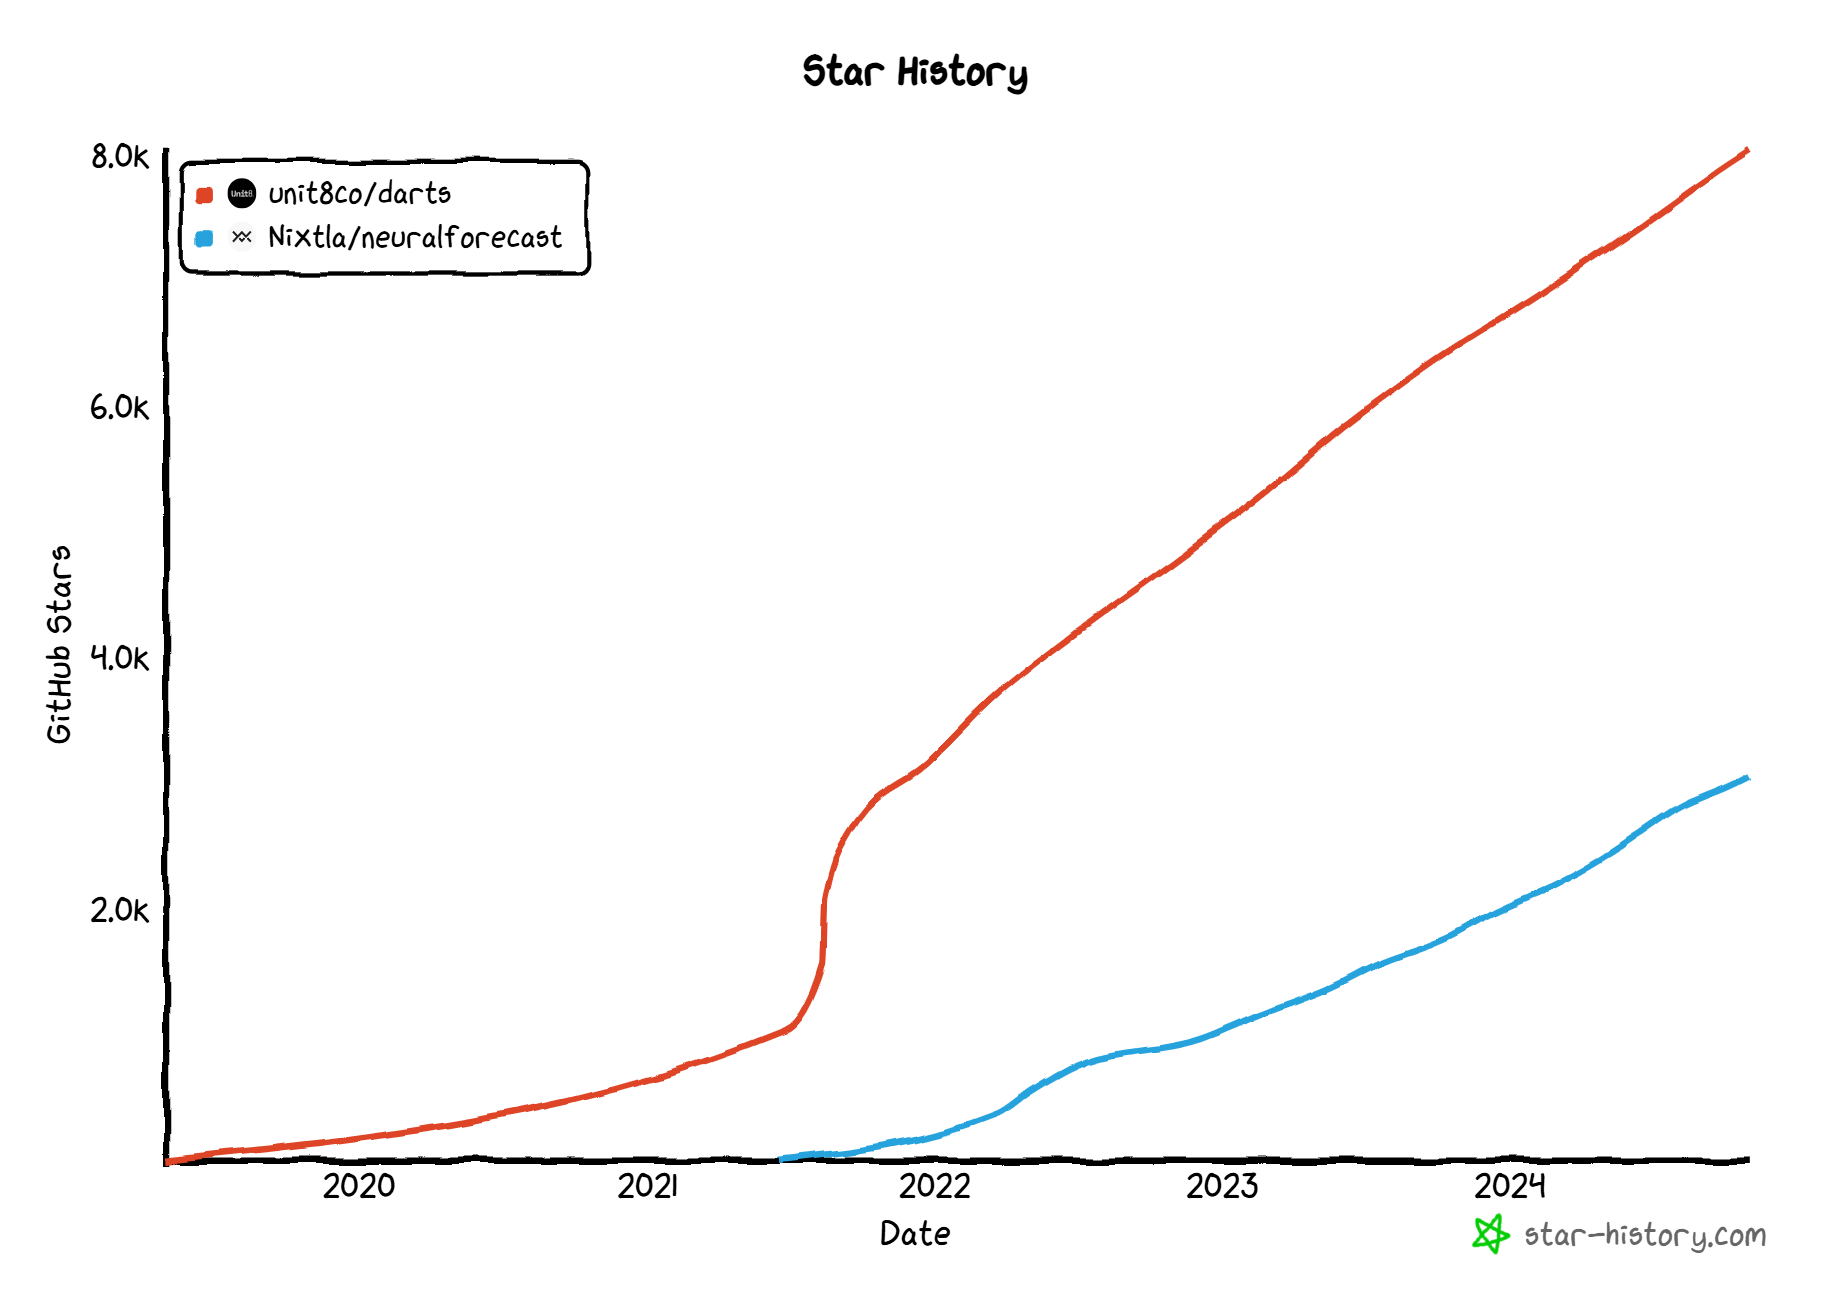 Star History
8.0K
6.0K
4.0K
2.0K
GitHub Stars
Unit8
unit8co/darts
Nixtla/neuralforecast
2020
2021
2022
2023
2024
Date
star-history.com